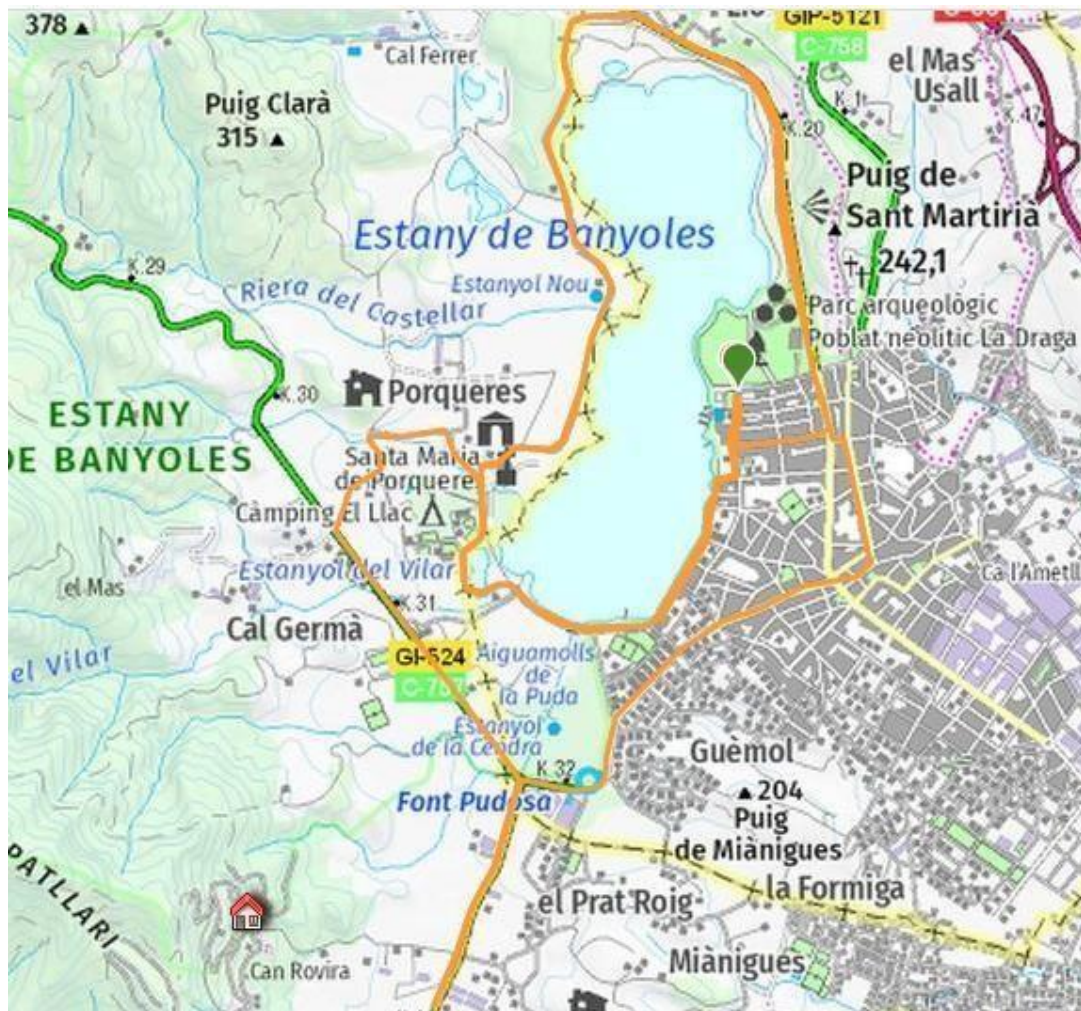 378
Cal Ferrer
GIP-5121
C-758
el Mas
Usall
Puig Clarà
315
K.20
K.47
Puig de
Sant Martirià
242,1
Estany de Banyoles
K.29
Riera del Castellar
Estanyol Nou
Parc arqueològic
Poblat neolític La Draga
K.30
Porqueres
ESTANY
DE BANYOLES
Santa Maria
de Porquere
Càmping El Llac
el Mas
Estanyol del Vilar
Ca l'Ametll
K.31
Cal Germà
el Vilar
GI-524
Aiguamolls
de
la Puda
Estanyol
de la Cendra
K.32
Guèmol
204
Font Pudosa
Puig
de Miànigues
PATLLARI
el Prat Roig
la Formiga
Can Rovira
Miànigues